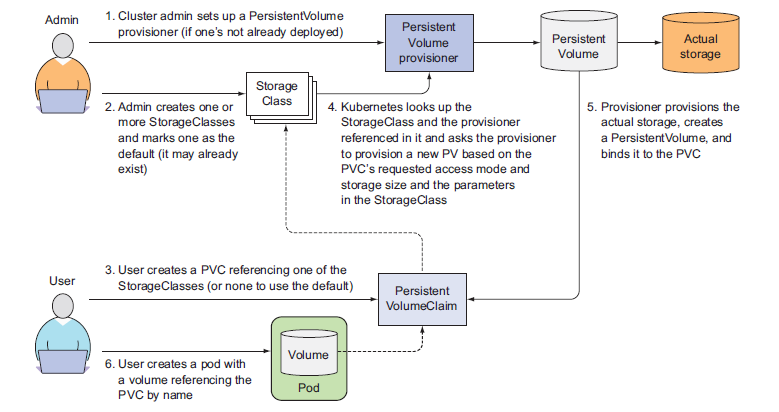 Admin
1. Cluster admin sets up a PersistentVolume
provisioner (if one's not already deployed)
Persistent
Volume
provisioner
Persistent
Volume
Actual
storage
Storage
Class
2. Admin creates one or
more StorageClasses
and marks one as the
default (it may already
exist)
4. Kubernetes looks up the
StorageClass and the provisioner
referenced in it and asks the provisioner
to provision a new PV based on the
PVC's requested access mode and
storage size and the parameters
in the StorageClass
5. Provisioner provisions the
actual storage, creates
a PersistentVolume, and
binds it to the PVC
User
3. User creates a PVC referencing one of the
StorageClasses (or none to use the default)
Persistent
VolumeClaim
6. User creates a pod with
a volume referencing the
PVC by name
Volume
Pod